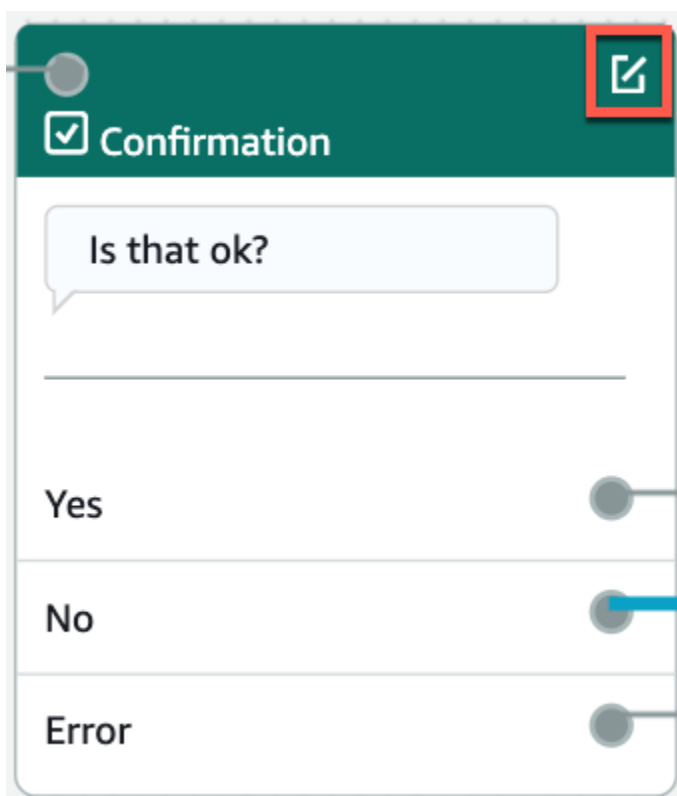 Confirmation
Is that ok?
Yes
No
Error